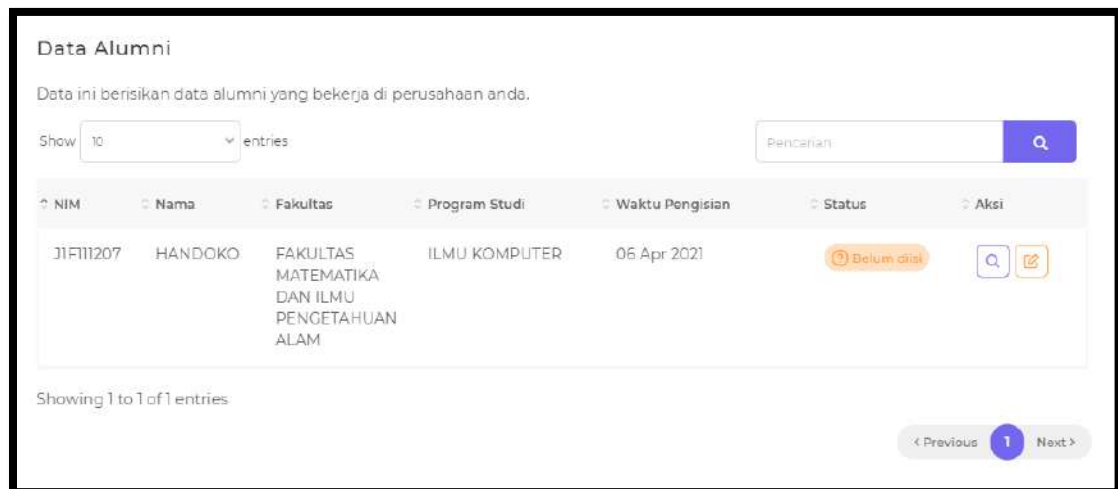 Data Alumni
Data ini berisikan data alumni yang bekerja di perusahaan anda.
Show 10 entries
Pencarian
NIM Nama Fakultas Program Studi Waktu Pengisian Status Aksi
J1F111207 HANDOKO FAKULTAS ILMU KOMPUTER 06 Apr 2021 Belum diisi
MATEMATIKA
DAN ILMU
PENGETAHUAN
ALAM
Showing 1 to 1 of 1 entries
< Previous 1 Next >